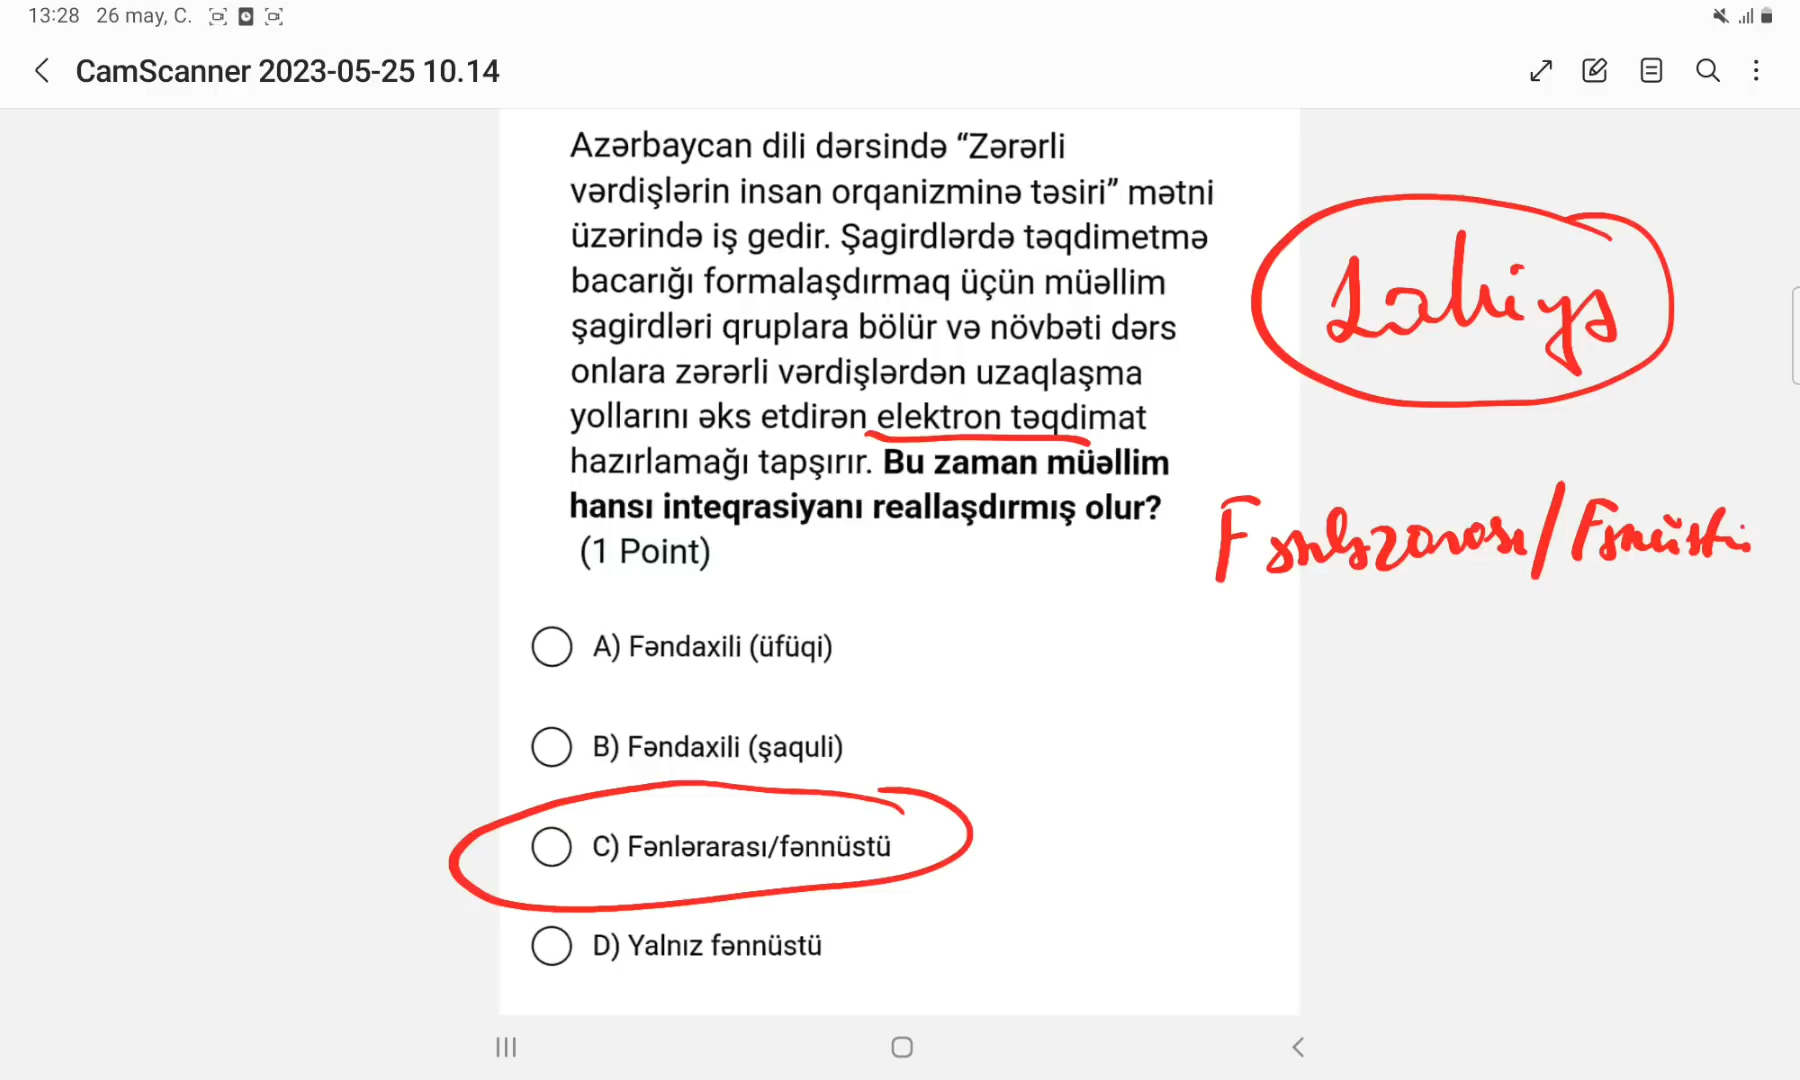 13:28 26 may, C.
CamScanner 2023-05-25 10.14
Azərbaycan dili dərsində “Zərərli
vərdişlərin insan orqanizminə təsiri” mətni
üzərində iş gedir. Şagirdlərdə təqdimetmə
bacarığı formalaşdırmaq üçün müəllim
şagirdləri qruplara bölür və növbəti dərs
onlara zərərli vərdişlərdən uzaqlaşma
yollarını əks etdirən elektron təqdimat
hazırlamağı tapşırır. Bu zaman müəllim
hansı inteqrasiyanı reallaşdırmış olur?
(1 Point)
A) Fəndaxili (üfüqi)
B) Fəndaxili (şaquli)
C) Fənlərarası/fənnüstü
D) Yalnız fənnüstü
Layihə
Fənlərarası/Fənüstü